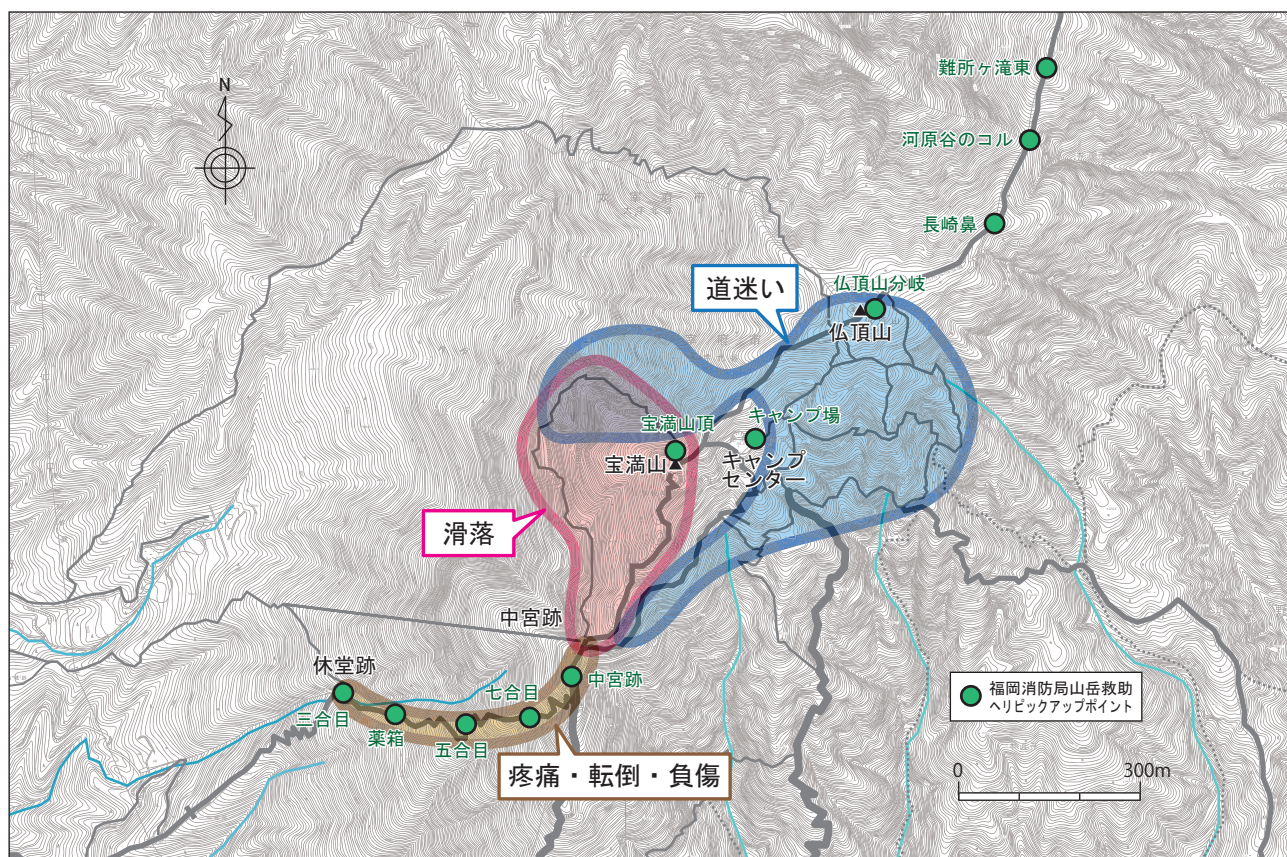 難所ヶ滝東
N
河原谷のコル
長崎鼻
道迷い
仏頂山分岐
仏頂山
宝満山頂
キャンプ場
宝満山
キャンプ
センター
滑落
中宮跡
休堂跡
中宮跡
七合目
三合目
薬箱
五合目
疼痛・転倒・負傷
福岡消防局山岳救助
ヘリピックアップポイント
0
300m